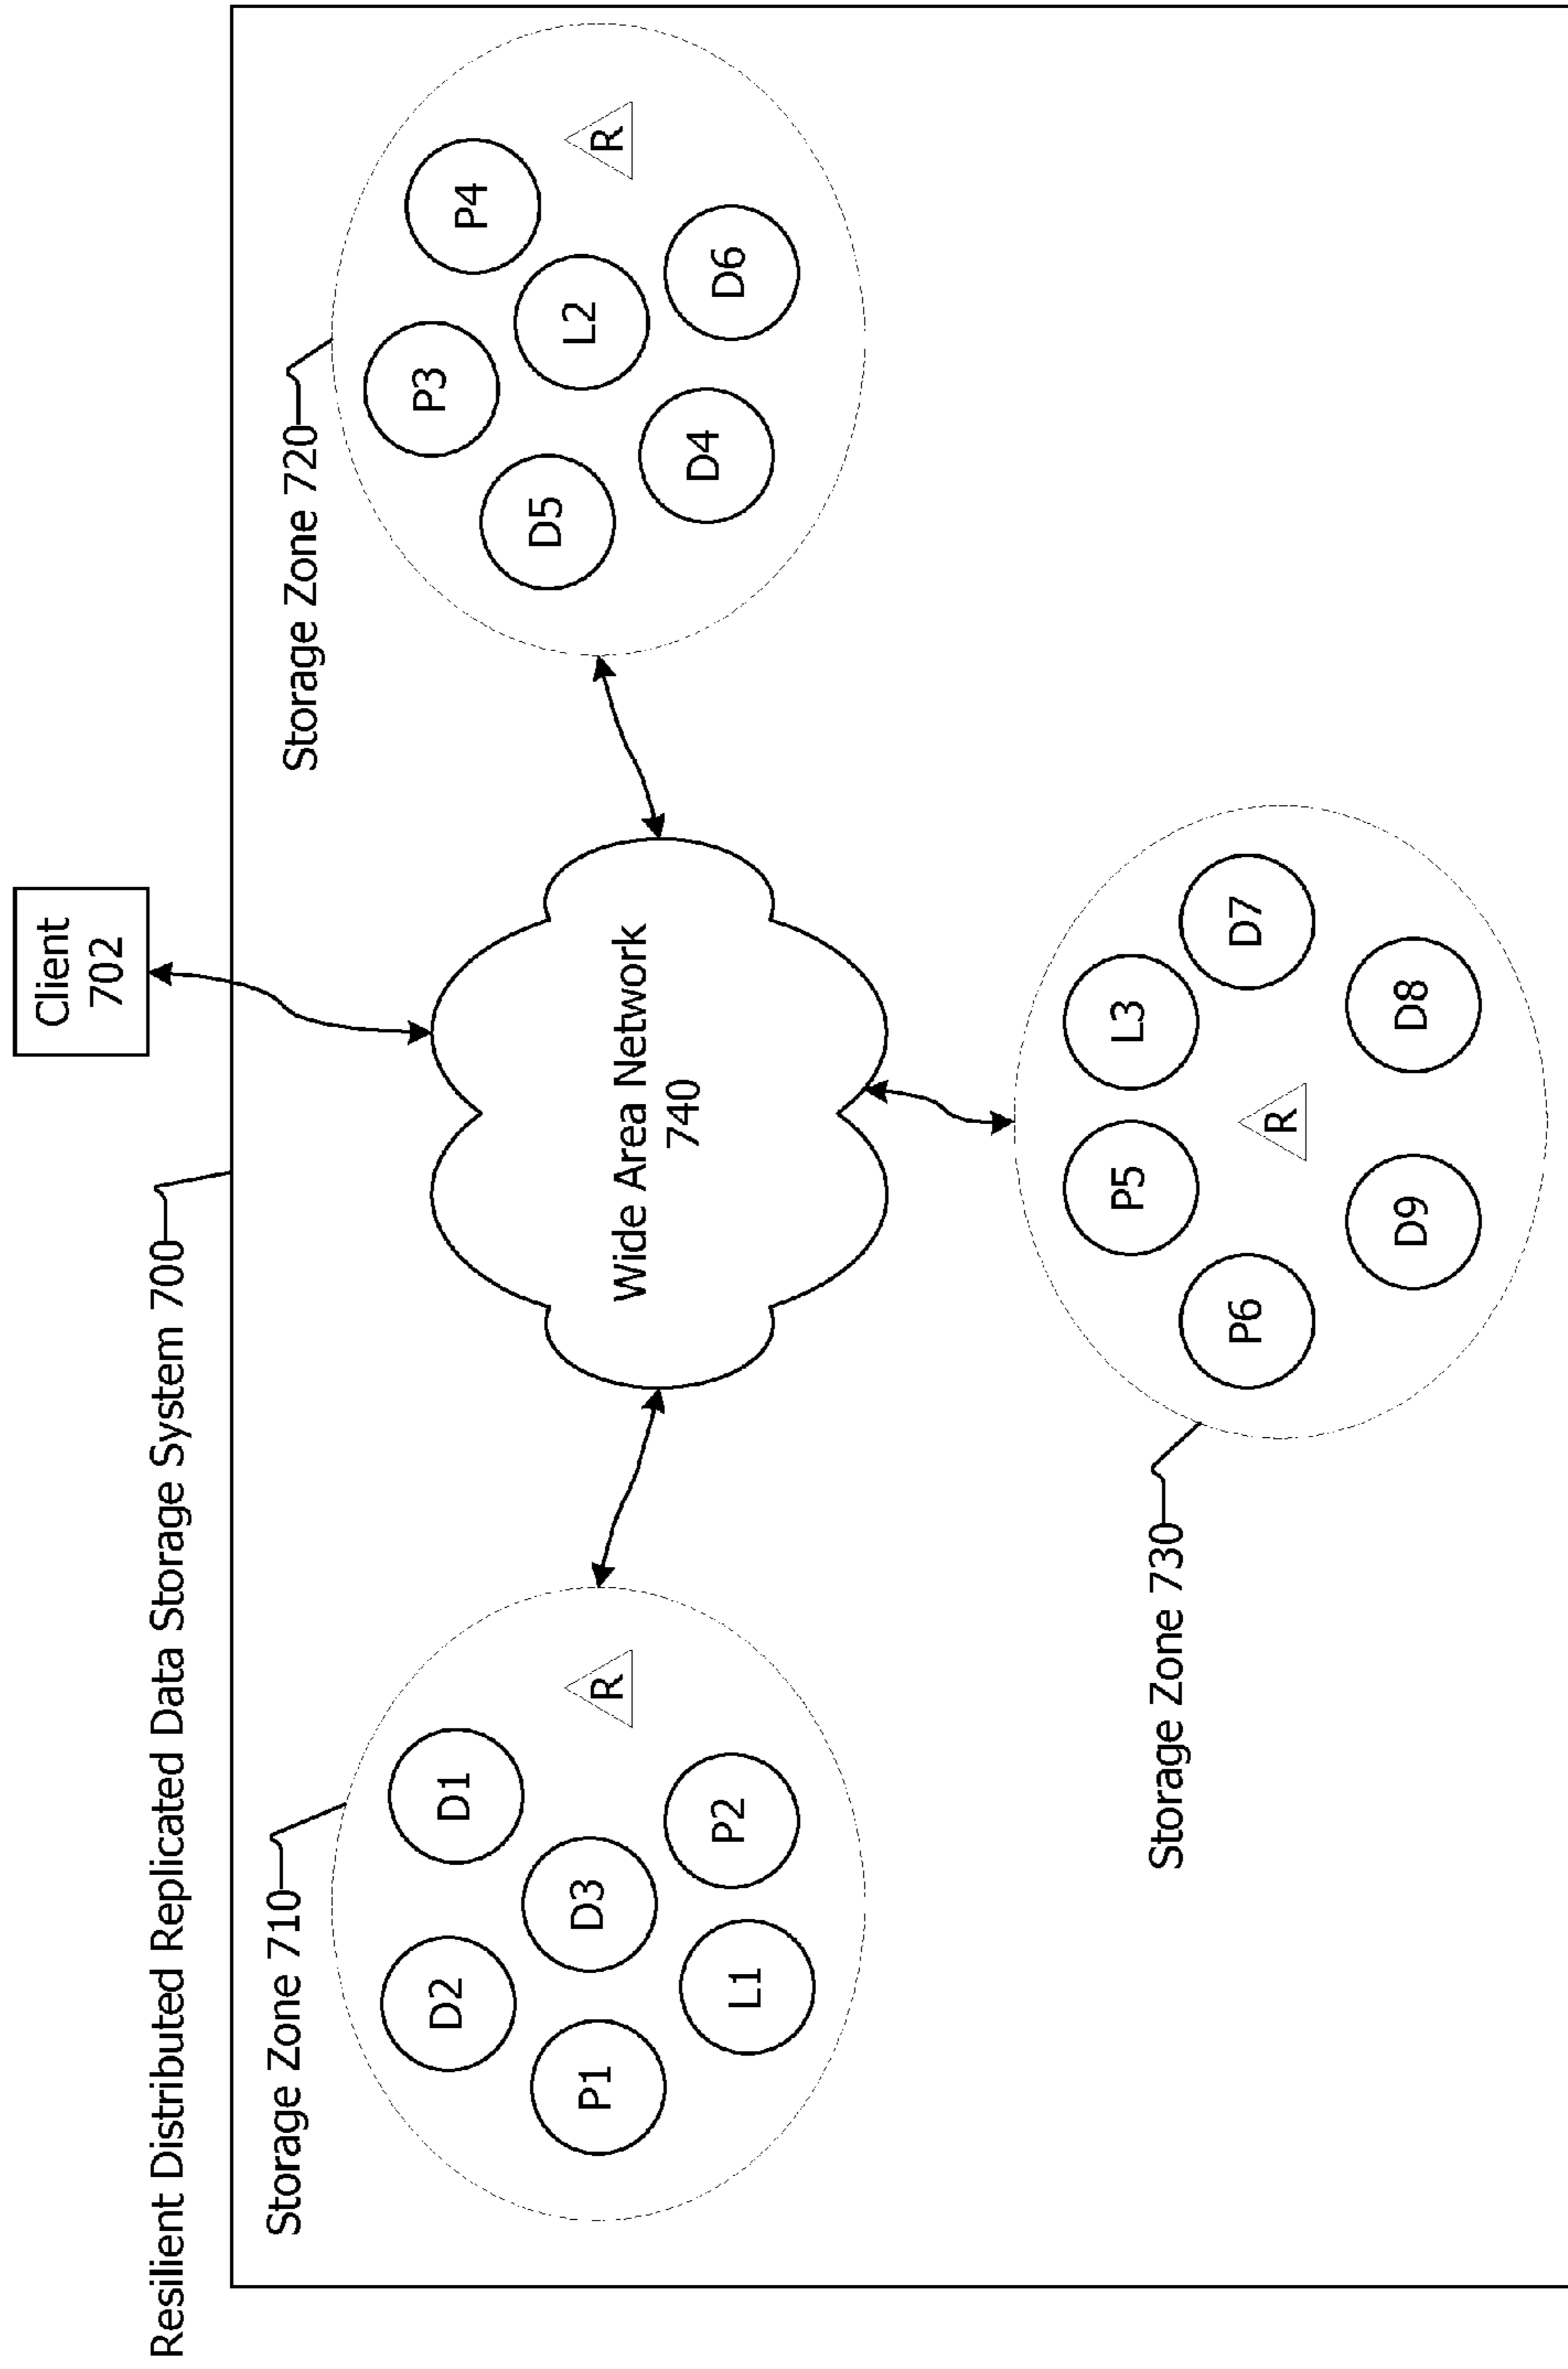 Client
702
Resilient Distributed Replicated Data Storage System 700
Storage Zone 710
D2
D1
D3
P1
L1
P2
R
Wide Area Network
740
Storage Zone 720
P3
P4
D5
L2
D4
D6
R
Storage Zone 730
P5
L3
P6
D7
R
D9
D8